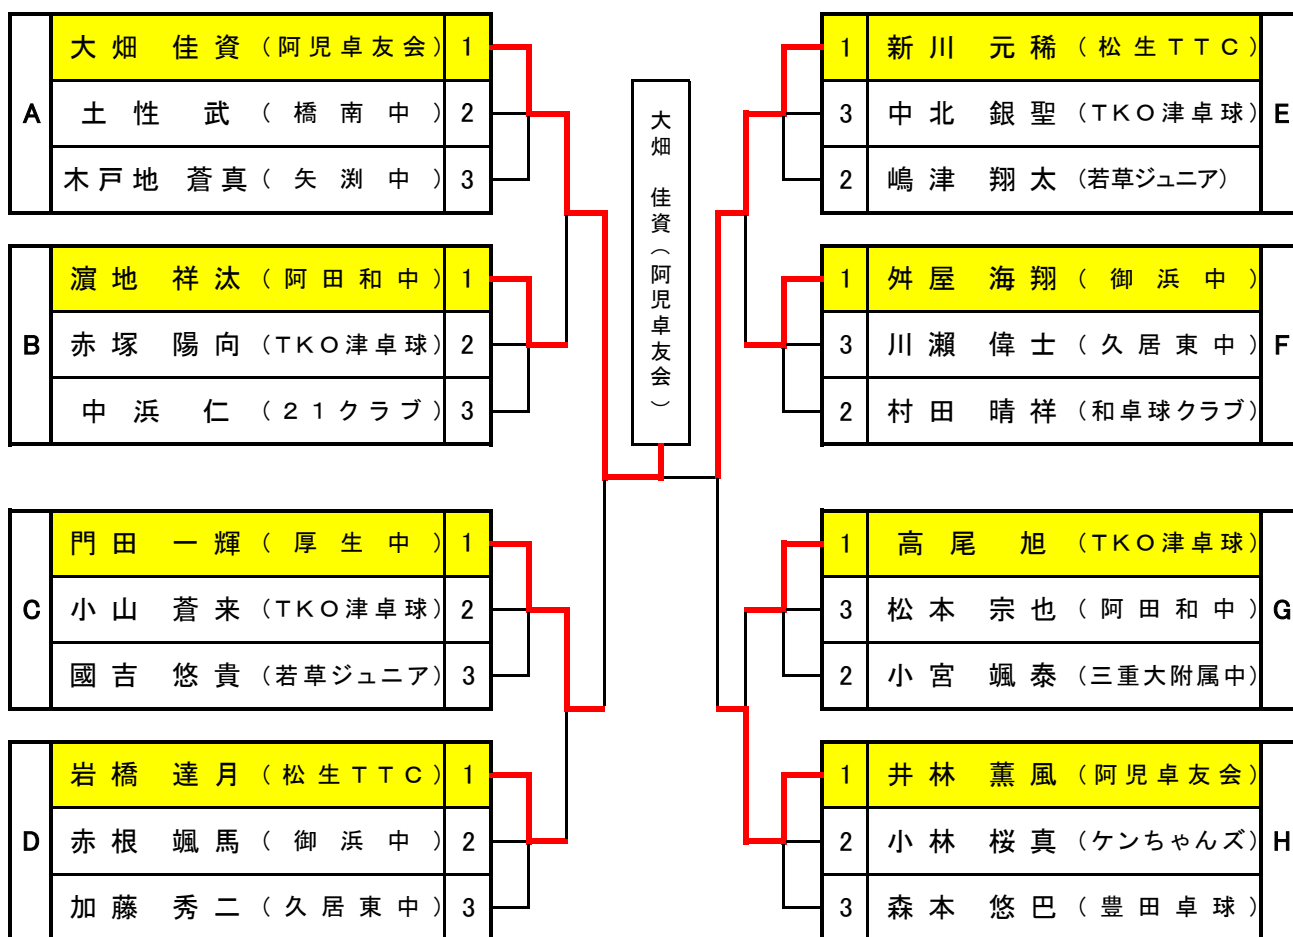 A
大畑 佳資 (阿児卓友会) 1
土性 武 (橋南中) 2
木戸地 蒼真 (矢渕中) 3
B
濵地 祥汰 (阿田和中) 1
赤塚 陽向 (TKO津卓球) 2
中浜 仁 (21クラブ) 3
C
門田 一輝 (厚生中) 1
小山 蒼来 (TKO津卓球) 2
國吉 悠貴 (若草ジュニア) 3
D
岩橋 達月 (松生TTC) 1
赤根 颯馬 (御浜中) 2
加藤 秀二 (久居東中) 3
大畑 佳資(阿児卓友会)
1 新川 元稀 (松生TTC)
3 中北 銀聖 (TKO津卓球)
2 嶋津 翔太 (若草ジュニア)
E
1 舛屋 海翔 (御浜中)
3 川瀬 偉士 (久居東中)
2 村田 晴祥 (和卓球クラブ)
F
1 高尾 旭 (TKO津卓球)
3 松本 宗也 (阿田和中)
2 小宮 颯泰 (三重大附属中)
G
1 井林 薫風 (阿児卓友会)
2 小林 桜真 (ケンちゃんズ)
3 森本 悠巴 (豊田卓球)
H